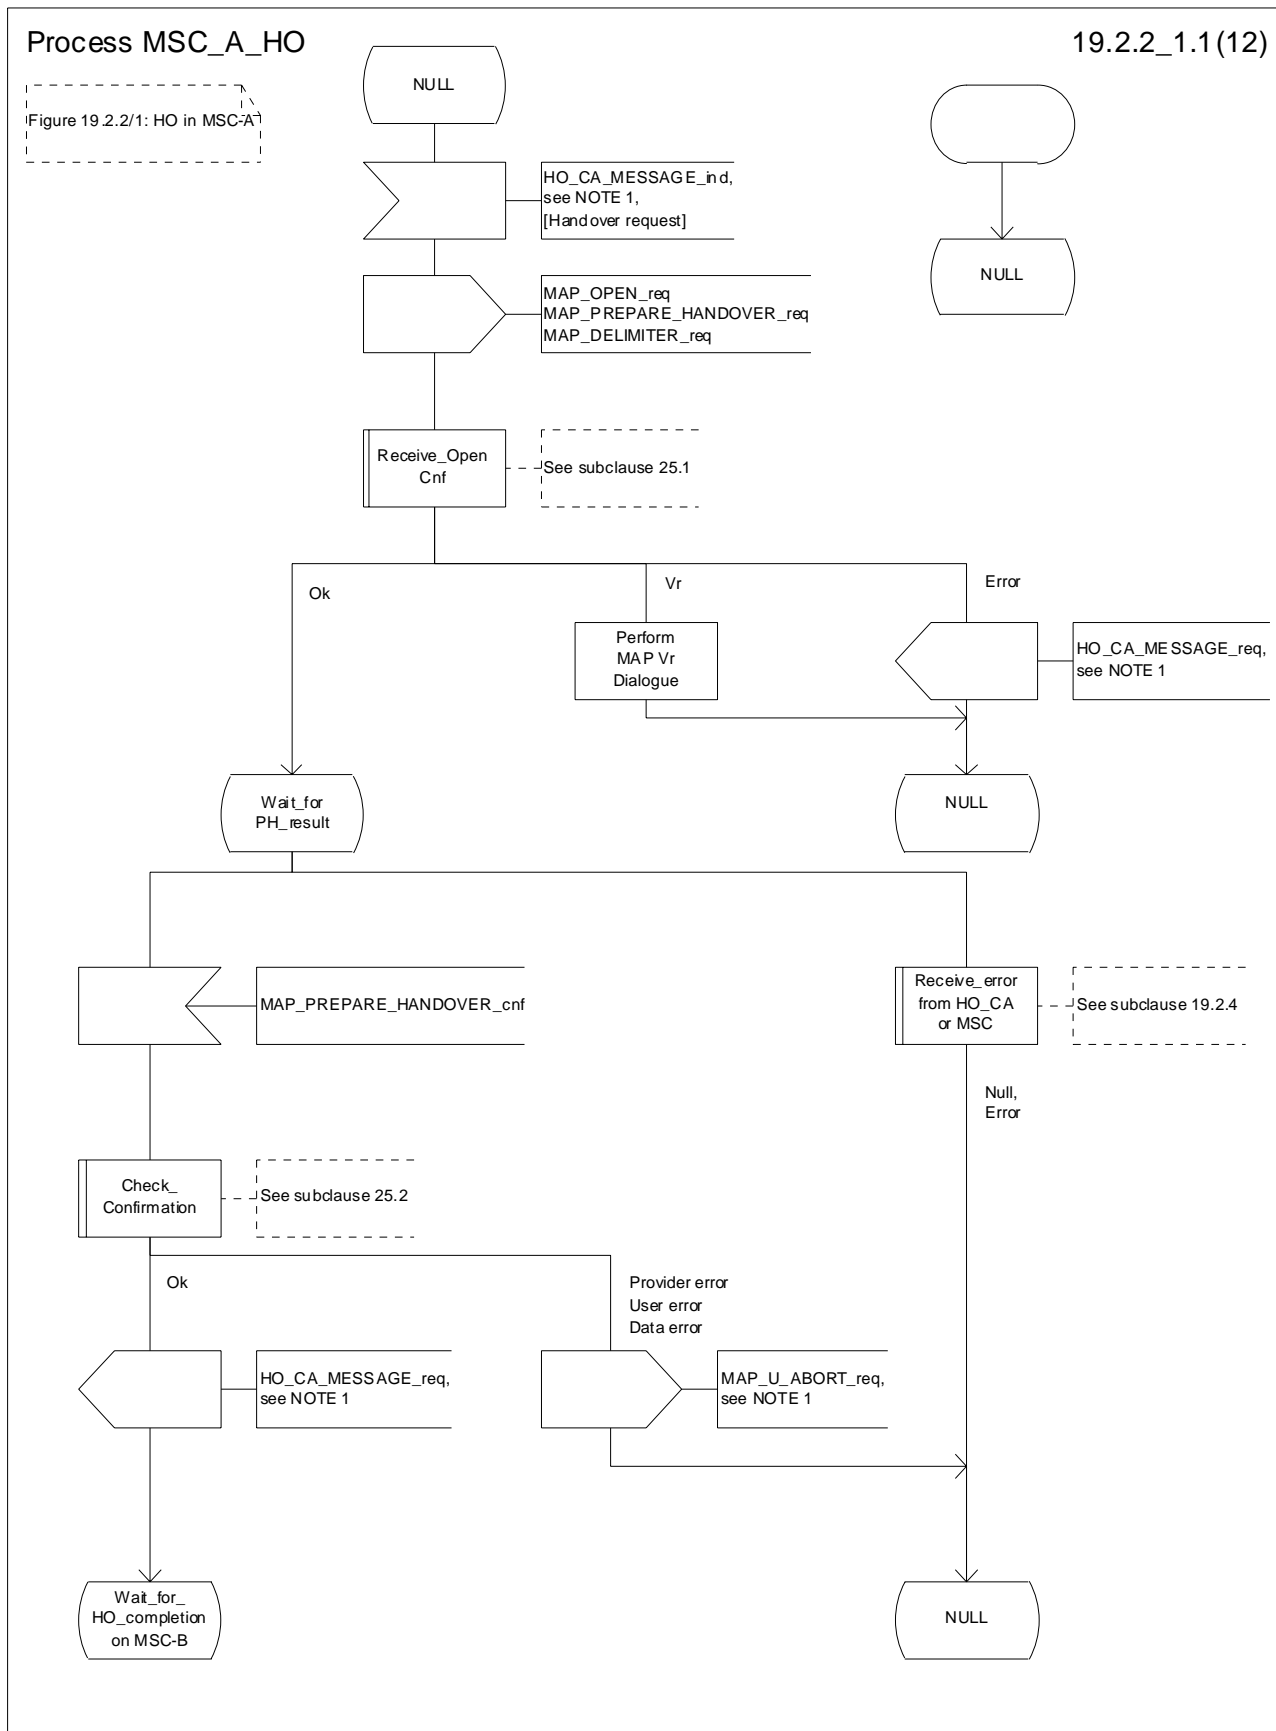 Process MSC_A_HO
19.2.2_1.1(12)
Figure 19.2.2/1: HO in MSC-A
NULL
HO_CA_MESSAGE_ind,
see NOTE 1,
[Handover request]
NULL
MAP_OPEN_req
MAP_PREPARE_HANDOVER_req
MAP_DELIMITER_req
Receive_Open
Cnf
See subclause 25.1
Ok
Vr
Error
Perform
MAP Vr
Dialogue
HO_CA_MESSAGE_req,
see NOTE 1
Wait_for
PH_result
NULL
MAP_PREPARE_HANDOVER_cnf
Receive_error
from HO_CA
or MSC
See subclause 19.2.4
Null,
Error
Check_
Confirmation
See subclause 25.2
Ok
Provider error
User error
Data error
HO_CA_MESSAGE_req,
see NOTE 1
MAP_U_ABORT_req,
see NOTE 1
Wait_for_
HO_completion
on MSC-B
NULL